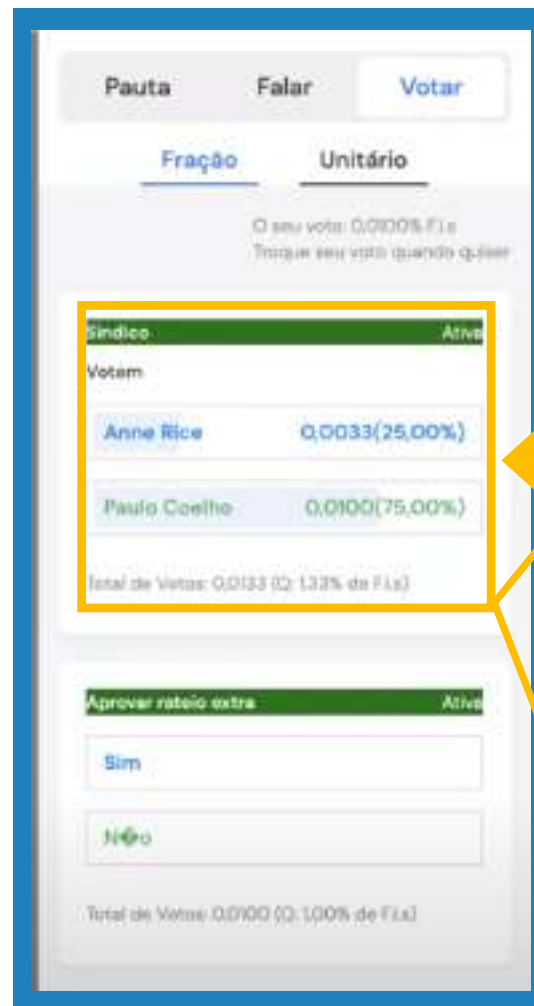 Pauta Falar Votar
Fração Unitário
O seu voto: 0,0100% F.I.s
Troque seu voto quando quiser
Síndico Ativa
Votam
Anne Rice 0,0033(25,00%)
Paulo Coelho 0,0100(75,00%)
Total de Votos: 0,0133 (Q: 1.33% de F.I.s)
Aprovar rateio extra Ativa
Sim
N�o
Total de Votos: 0,0100 (Q: 1,00% de F.I.s)